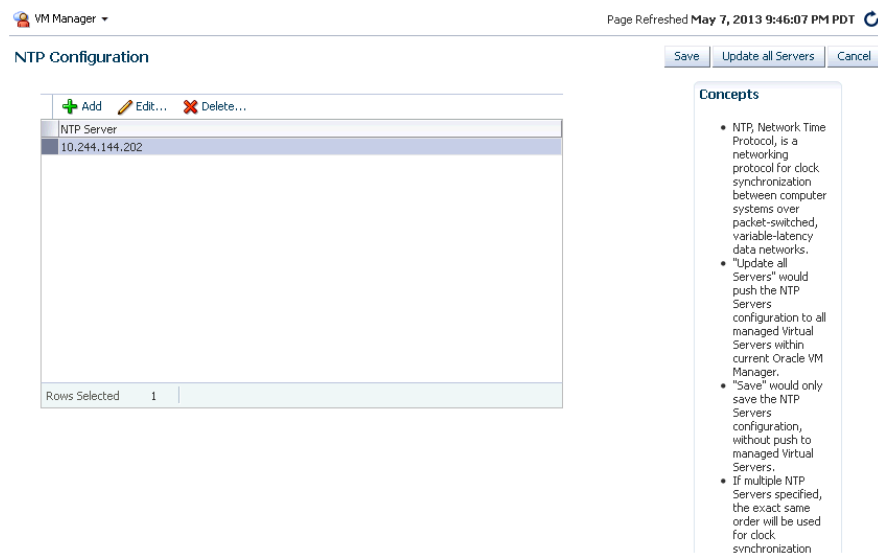 VM Manager
Page Refreshed May 7, 2013 9:46:07 PM PDT
NTP Configuration
Save
Update all Servers
Cancel
Add
Edit...
Delete...
NTP Server
10.244.144.202
Rows Selected 1
Concepts
• NTP, Network Time
Protocol, is a
networking
protocol for clock
synchronization
between computer
systems over
packet-switched,
variable-latency
data networks.
• "Update all
Servers" would
push the NTP
Servers
configuration to all
managed Virtual
Servers within
current Oracle VM
Manager.
• "Save" would only
save the NTP
Servers
configuration,
without push to
managed Virtual
Servers.
• If multiple NTP
Servers specified,
the exact same
order will be used
for clock
synchronization